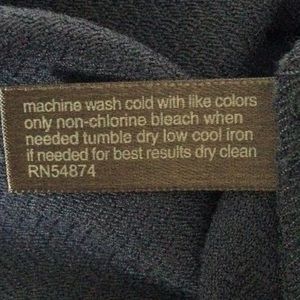 machine wash cold with like colors
only non-chlorine bleach when
needed tumble dry low cool iron
if needed for best results dry clean
RN54874